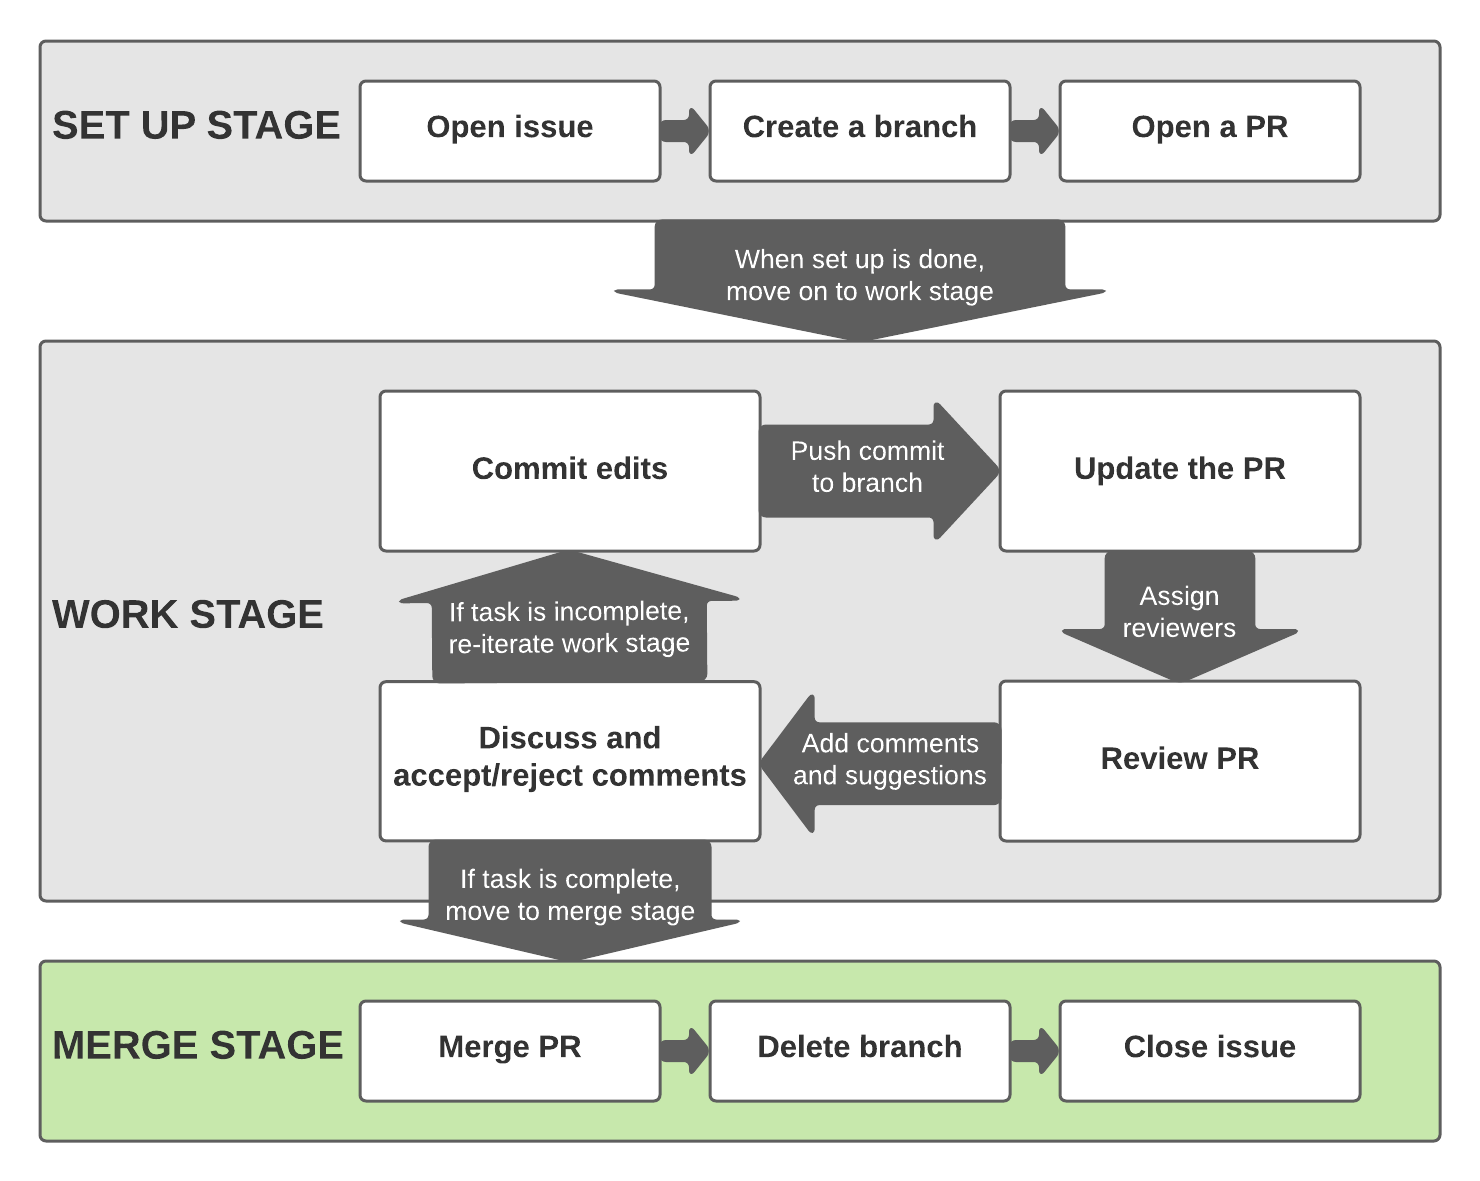 SET UP STAGE
Open issue
Create a branch
Open a PR
When set up is done,
move on to work stage
WORK STAGE
Commit edits
Push commit
to branch
Update the PR
Assign
reviewers
Review PR
Add comments
and suggestions
Discuss and
accept/reject comments
If task is incomplete,
re-iterate work stage
If task is complete,
move to merge stage
MERGE STAGE
Merge PR
Delete branch
Close issue